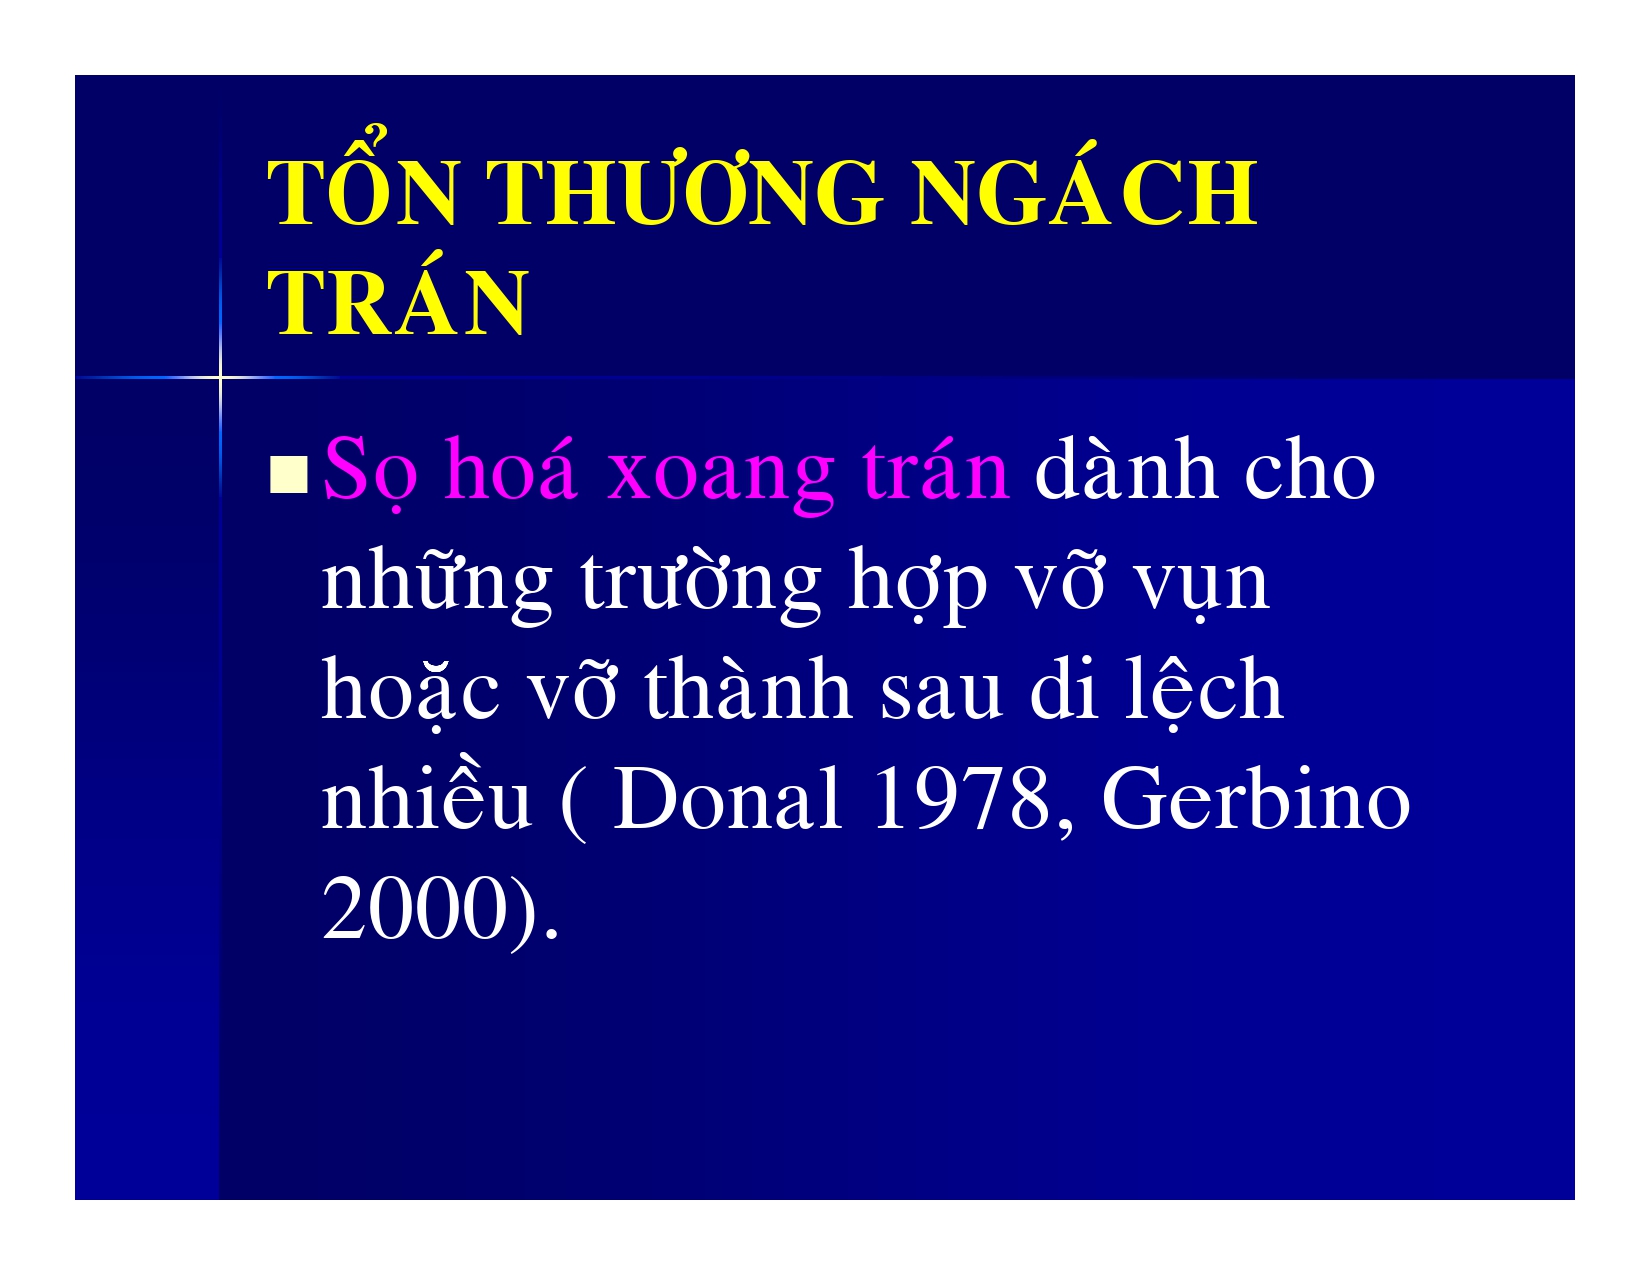 TỔN THƯƠNG NGÁCH
TRÁN
Sọ hoá xoang trán dành cho
những trường hợp vỡ vụn
hoặc vỡ thành sau di lệch
nhiều ( Donal 1978, Gerbino
2000).